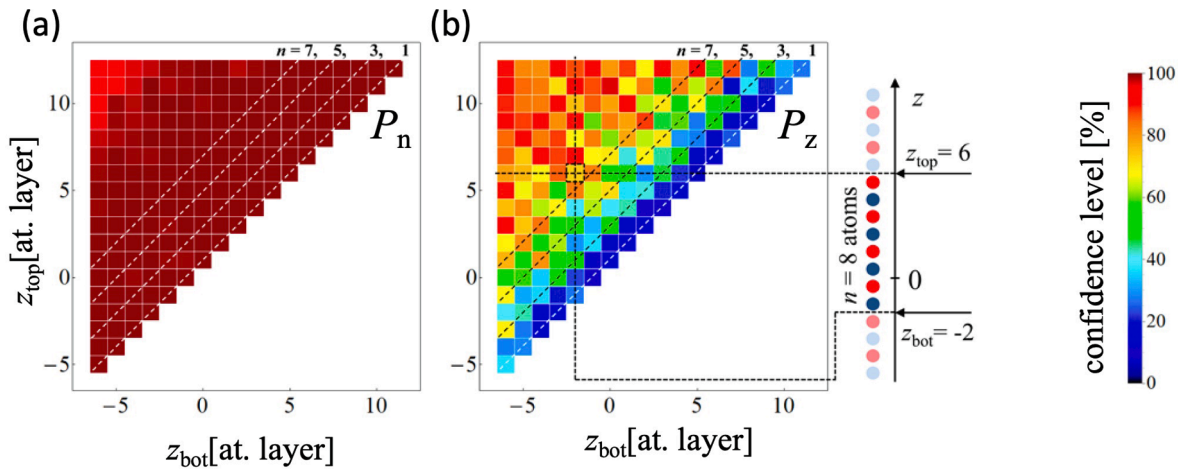 (a)
n = 7, 5, 3, 1
10
5
0
−5
z_top[at. layer]
P_n
−5 0 5 10
z_bot[at. layer]
(b)
n = 7, 5, 3, 1
10
5
0
−5
P_z
−5 0 5 10
z_bot[at. layer]
z
z_top= 6
n = 8 atoms
0
z_bot= -2
confidence level [%]
100
80
60
40
20
0